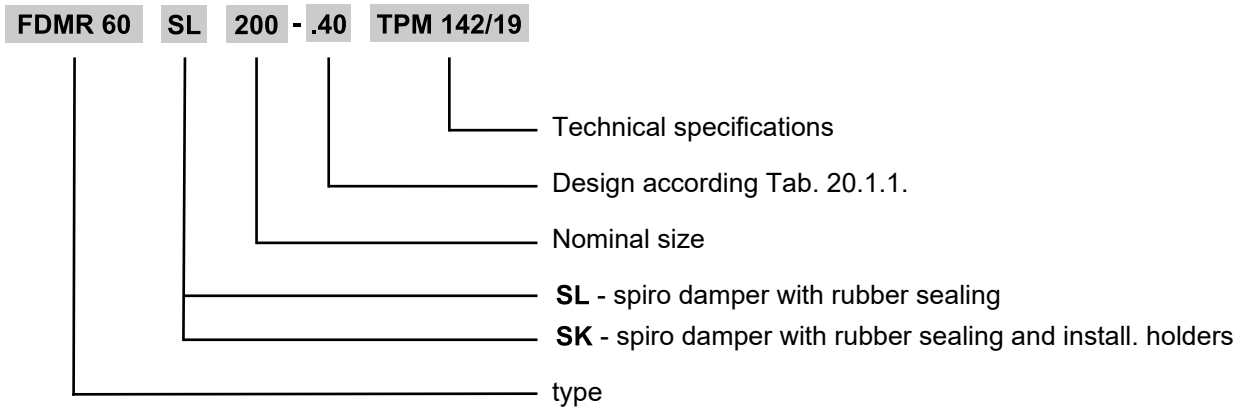 FDMR 60 SL 200 - .40 TPM 142/19
Technical specifications
Design according Tab. 20.1.1.
Nominal size
SL - spiro damper with rubber sealing
SK - spiro damper with rubber sealing and install. holders
type